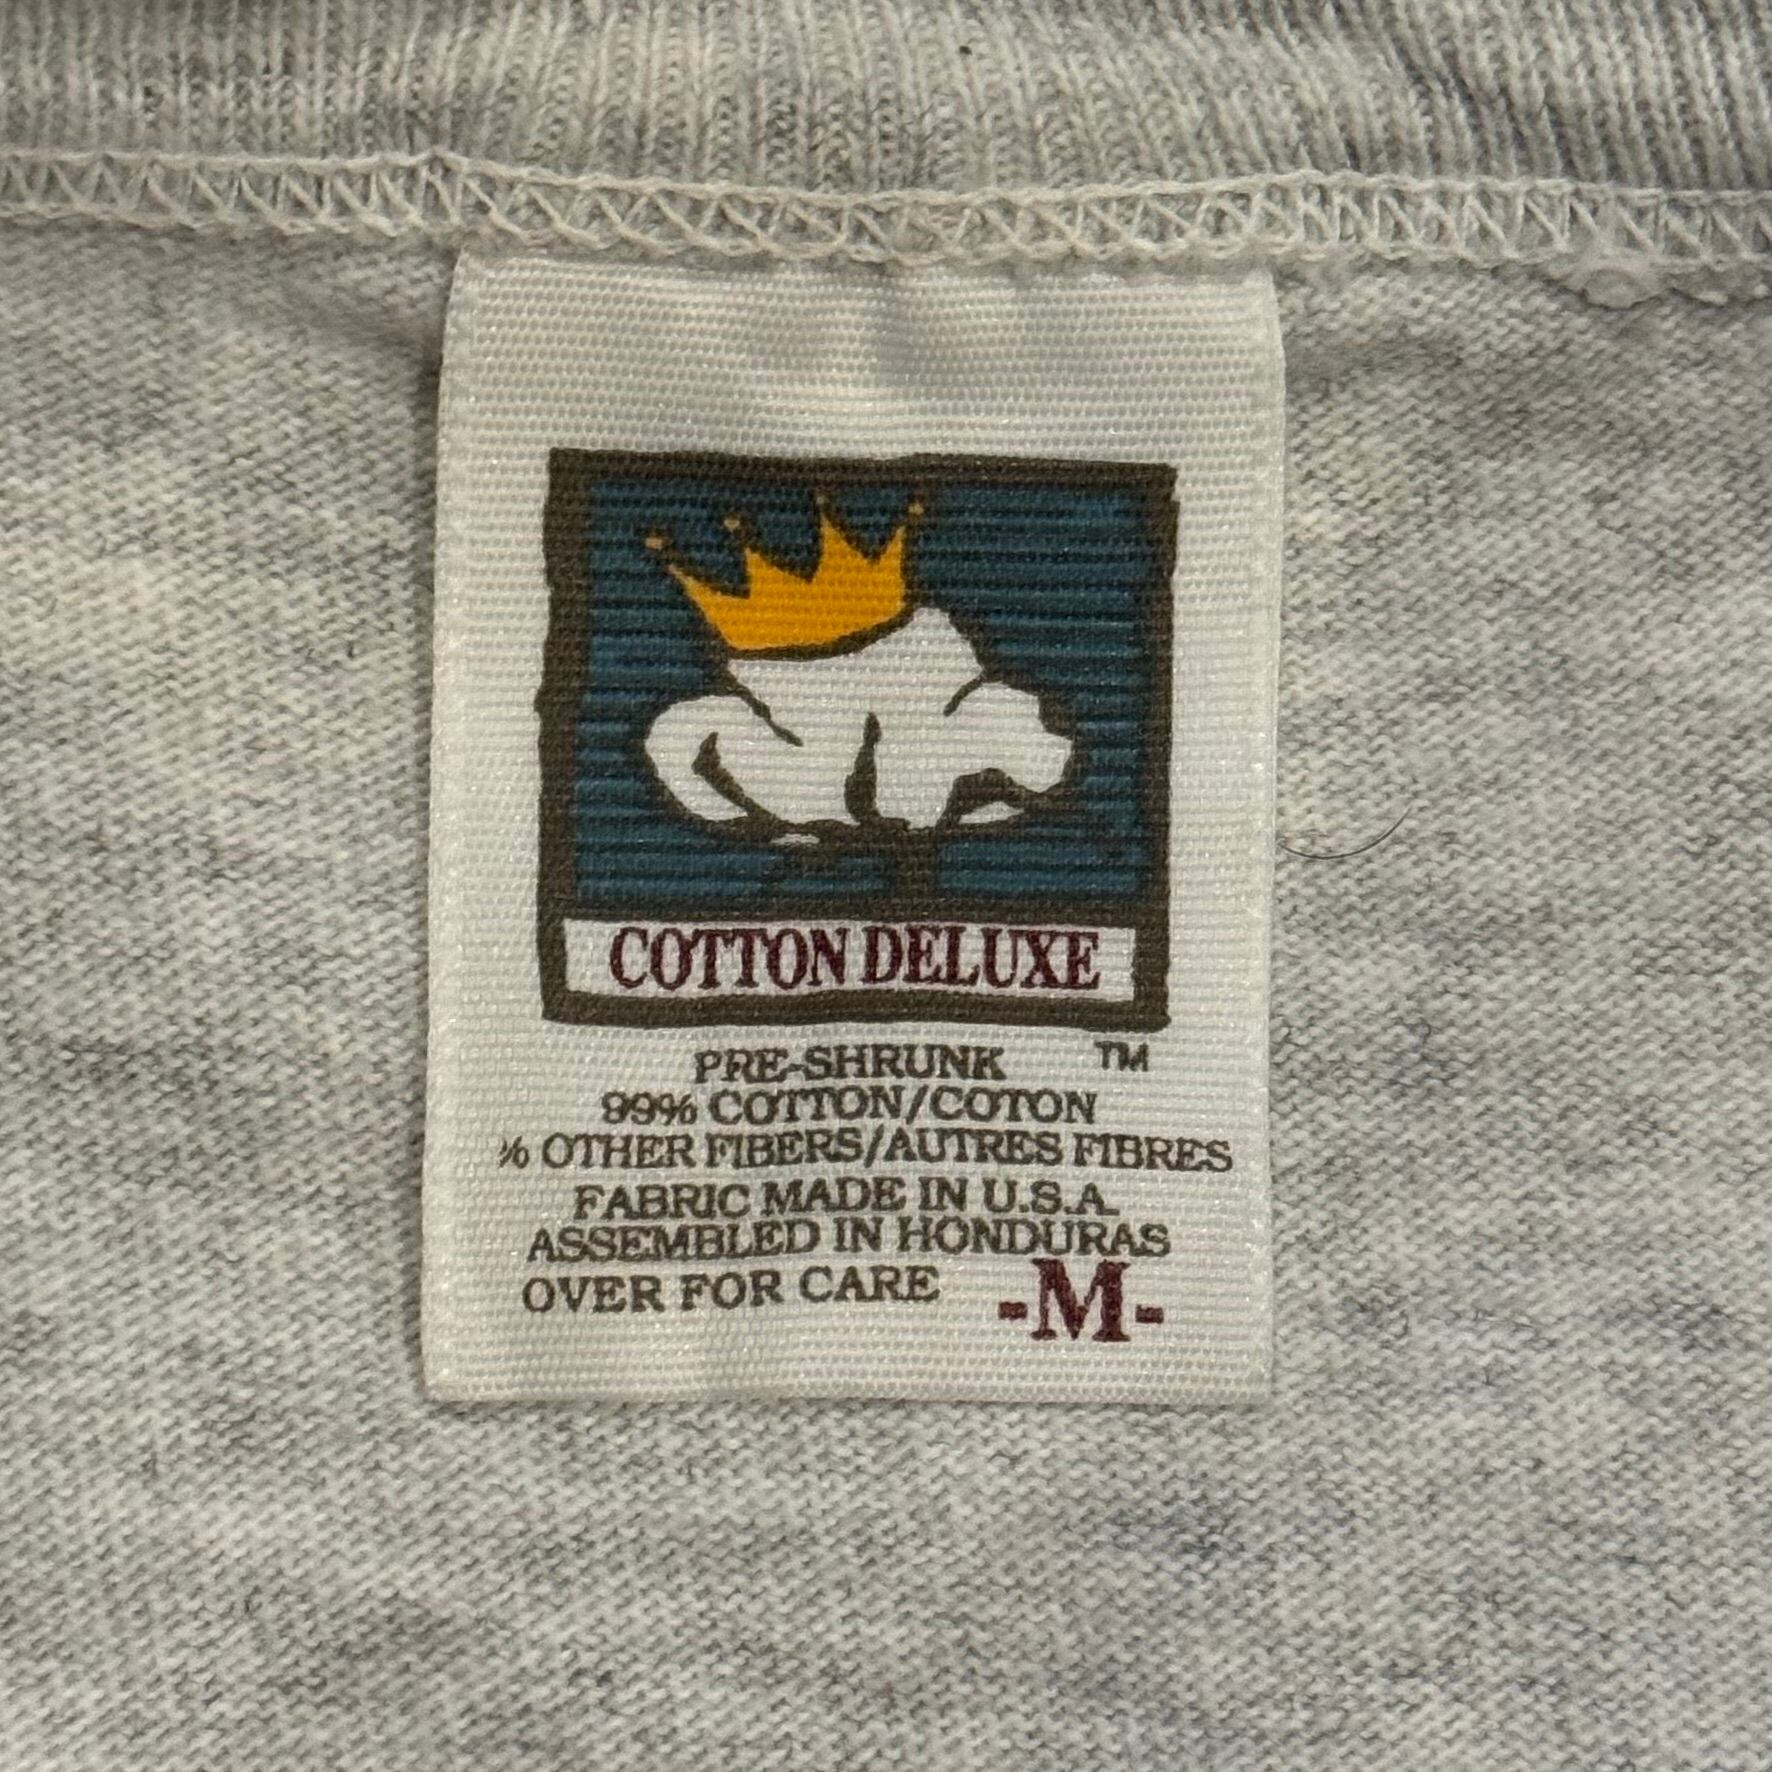 COTTON DELUXE
PRE-SHRUNK TM
99% COTTON/COTON
% OTHER FIBERS/AUTRES FIBRES
FABRIC MADE IN U.S.A.
ASSEMBLED IN HONDURAS
OVER FOR CARE -M-